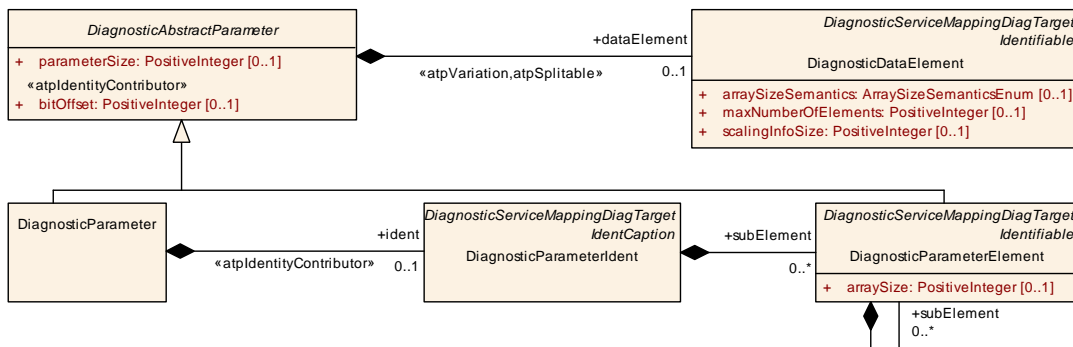 DiagnosticAbstractParameter
+ parameterSize: PositiveInteger [0..1]
«atpIdentityContributor»
+ bitOffset: PositiveInteger [0..1]
+dataElement
«atpVariation,atpSplitable»
0..1
DiagnosticServiceMappingDiagTarget
Identifiable
DiagnosticDataElement
+ arraySizeSemantics: ArraySizeSemanticsEnum [0..1]
+ maxNumberOfElements: PositiveInteger [0..1]
+ scalingInfoSize: PositiveInteger [0..1]
DiagnosticParameter
+ident
«atpIdentityContributor»
0..1
DiagnosticServiceMappingDiagTarget
IdentCaption
DiagnosticParameterIdent
+subElement
0..*
DiagnosticServiceMappingDiagTarget
Identifiable
DiagnosticParameterElement
+ arraySize: PositiveInteger [0..1]
+subElement
0..*